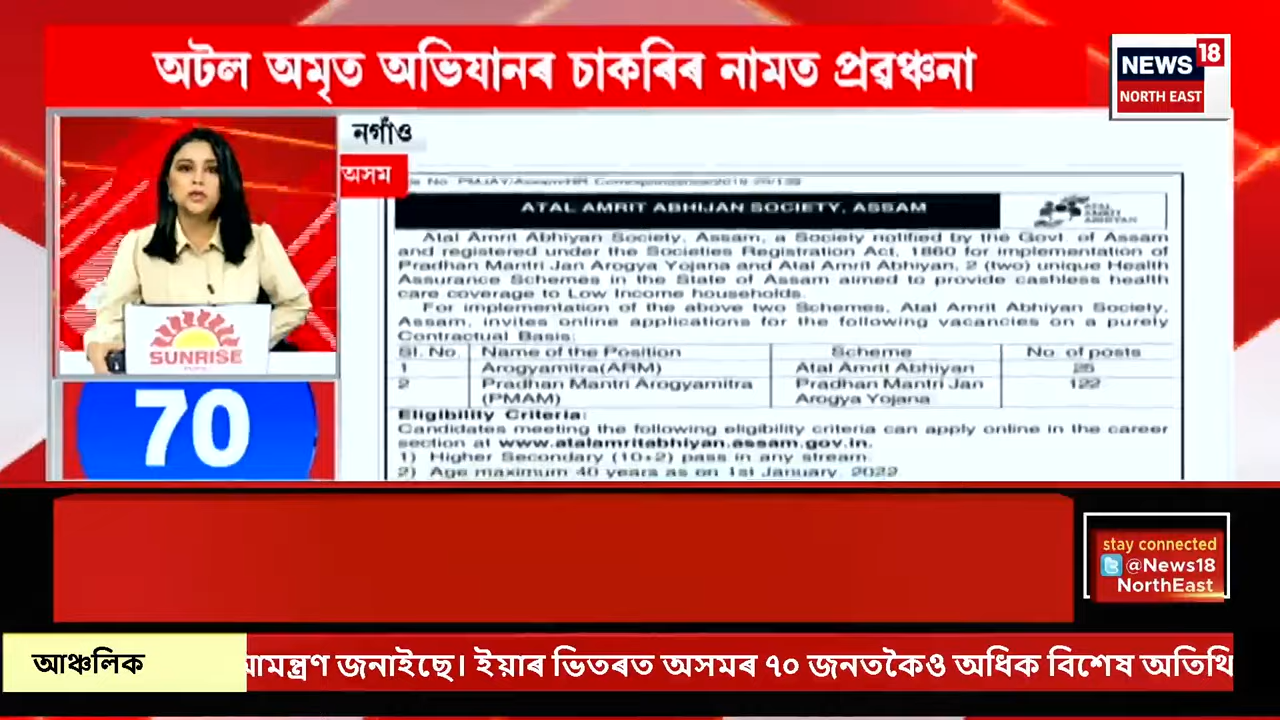 অটল অমৃত অভিযানৰ চাকৰিৰ নামত প্ৰৱঞ্চনা
NEWS 18
NORTH EAST
নগাঁও
অসম
No. PMJAY/Assam/HR
ATAL AMRIT ABHIJAN SOCIETY, ASSAM
ATAL
AMRIT
ABHIYAN
Atal Amrit Abhiyan Society, Assam, a Society notified by the Govt. of Assam
and registered under the Societies Registration Act, 1860 for implementation of
Pradhan Mantri Jan Arogya Yojana and Atal Amrit Abhiyan, 2 (two) unique Health
Assurance Schemes in the State of Assam aimed to provide cashless health
care coverage to Low Income households.
For implementation of the above two Schemes, Atal Amrit Abhiyan Society,
Assam, invites online applications for the following vacancies on a purely
Contractual Basis:
Sl. No. Name of the Position Scheme No. of posts
1 Arogyamitra(ARM) Atal Amrit Abhiyan 25
2 Pradhan Mantri Arogyamitra Pradhan Mantri Jan 122
(PMAM) Arogya Yojana
Eligibility Criteria:
Candidates meeting the following eligibility criteria can apply online in the career
section at www.atalamritabhiyan.assam.gov.in.
1) Higher Secondary (10+2) pass in any stream.
2) Age maximum 40 years as on 1st January, 2022
SUNRISE
70
stay connected
@News18
NorthEast
আঞ্চলিক
আমন্ত্ৰণ জনাইছে। ইয়াৰ ভিতৰত অসমৰ ৭০ জনতকৈও অধিক বিশেষ অতিথি